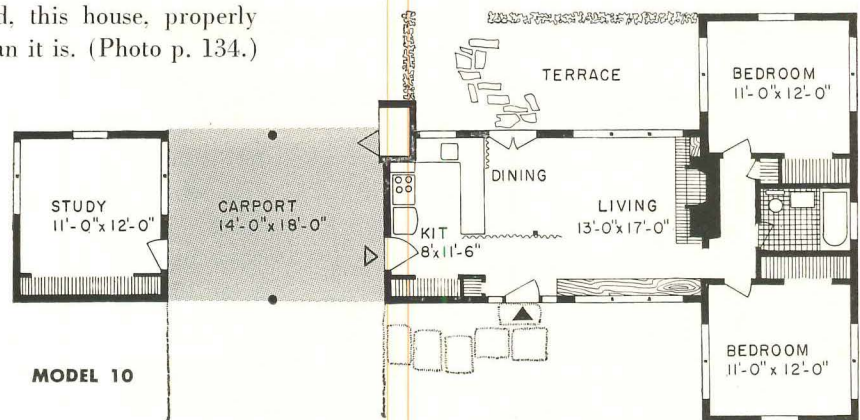 d, this house, properly
an it is. (Photo p. 134.)
TERRACE
BEDROOM
11'-0"x 12'-0"
STUDY
11'-0"x 12'-0"
CARPORT
14'-0"x 18'-0"
DINING
LIVING
13'-0"x 17'-0"
KIT
8'x11'-6"
BEDROOM
11'-0"x 12'-0"
MODEL 10